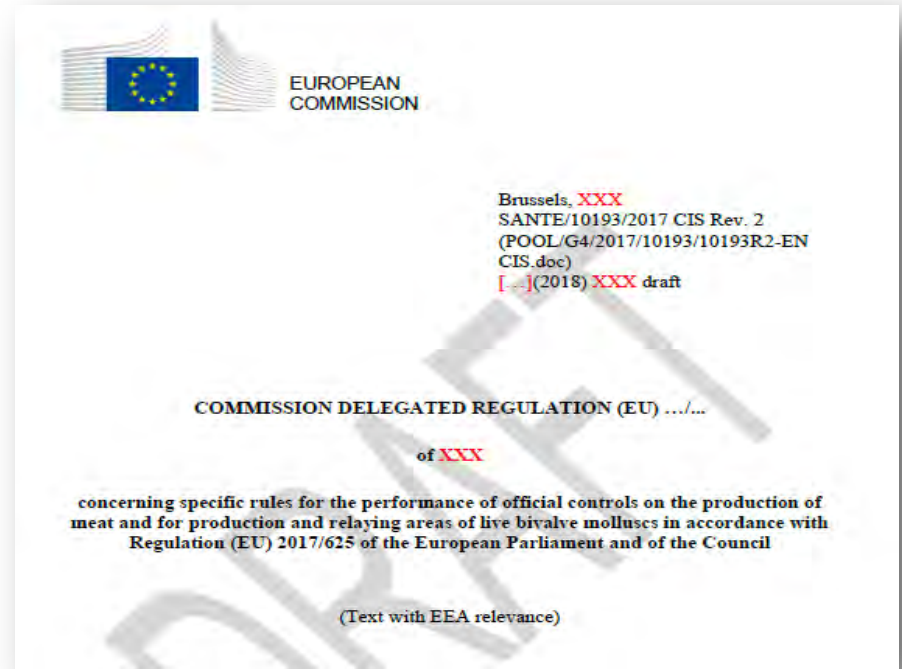 EUROPEAN
COMMISSION
Brussels, XXX
SANTE/10193/2017 CIS Rev. 2
(POOL/G4/2017/10193/10193R2-EN
CIS.doc)
[…](2018) XXX draft
COMMISSION DELEGATED REGULATION (EU) …/...
of XXX
concerning specific rules for the performance of official controls on the production of
meat and for production and relaying areas of live bivalve molluscs in accordance with
Regulation (EU) 2017/625 of the European Parliament and of the Council
(Text with EEA relevance)
DRAFT